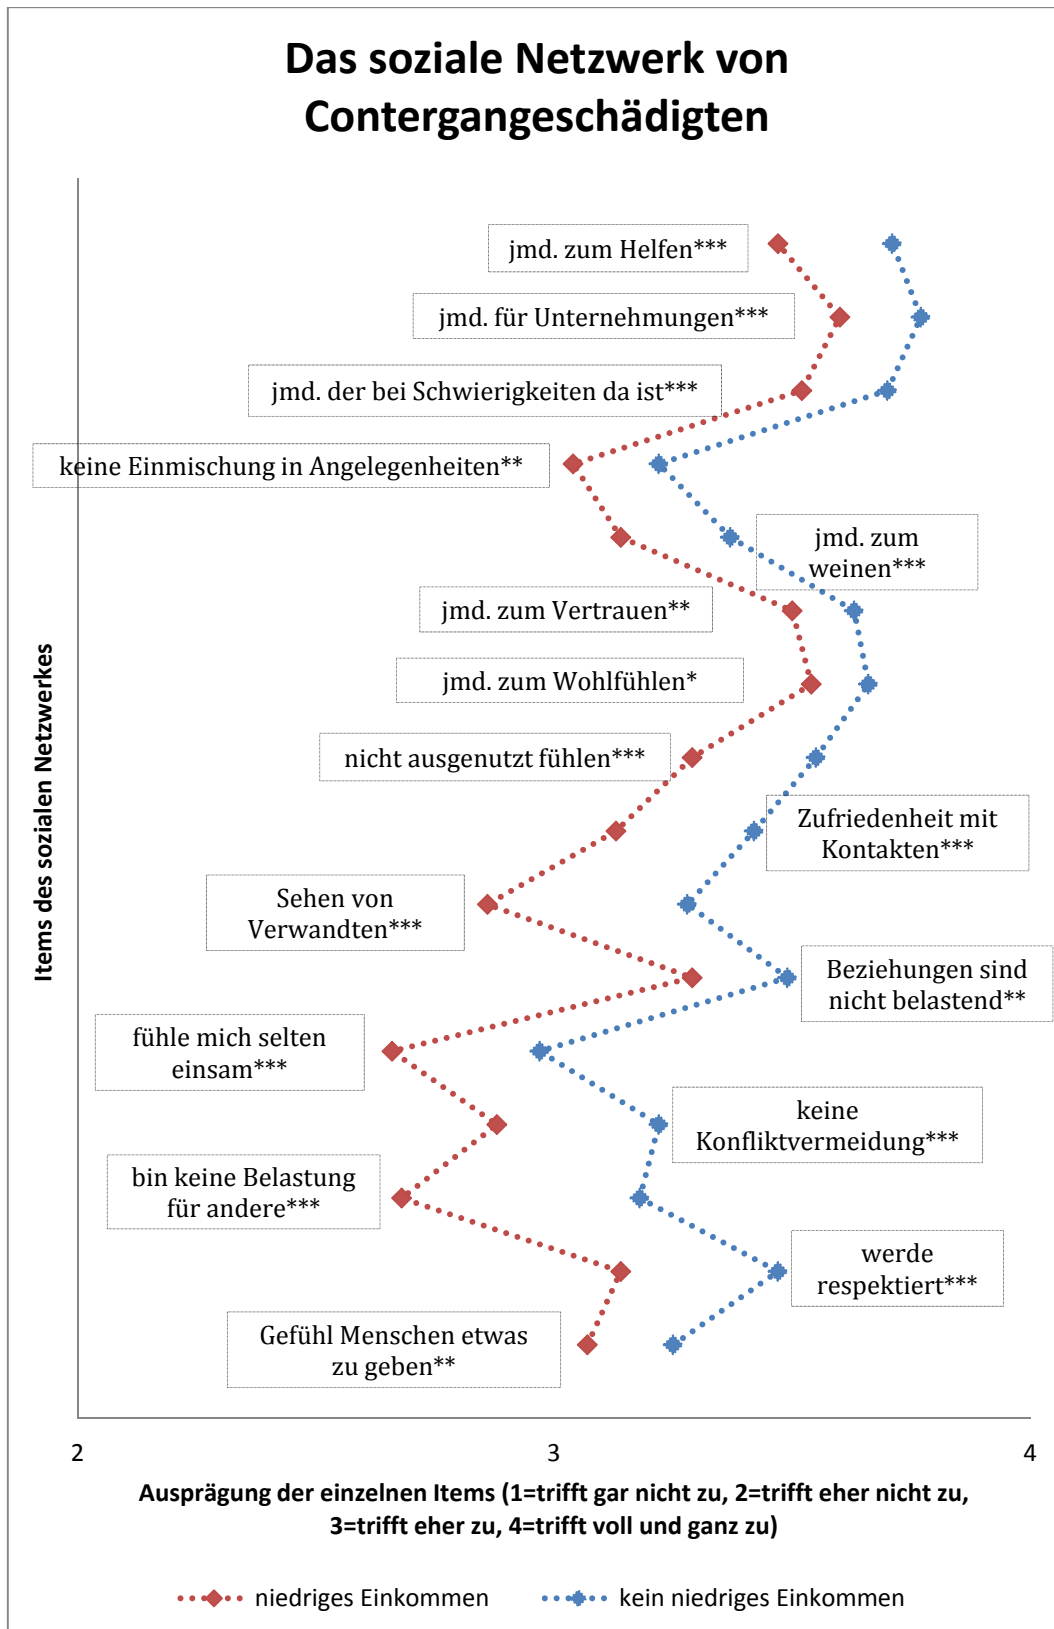 Das soziale Netzwerk von
Contergangeschädigten
jmd. zum Helfen***
jmd. für Unternehmungen***
jmd. der bei Schwierigkeiten da ist***
keine Einmischung in Angelegenheiten**
jmd. zum
weinen***
jmd. zum Vertrauen**
jmd. zum Wohlfühlen*
nicht ausgenutzt fühlen***
Zufriedenheit mit
Kontakten***
Sehen von
Verwandten***
Beziehungen sind
nicht belastend**
fühle mich selten
einsam***
keine
Konfliktvermeidung***
bin keine Belastung
für andere***
werde
respektiert***
Gefühl Menschen etwas
zu geben**
Items des sozialen Netzwerkes
2 3 4
Ausprägung der einzelnen Items (1=trifft gar nicht zu, 2=trifft eher nicht zu,
3=trifft eher zu, 4=trifft voll und ganz zu)
niedriges Einkommen kein niedriges Einkommen